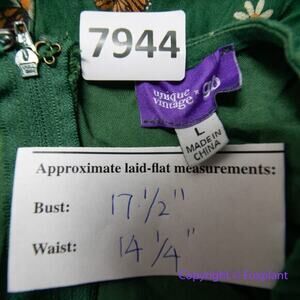 7944
unique
vintage
L
MADE IN
CHINA
Approximate laid-flat measurements:
Bust: 17 1/2"
Waist: 14 1/4"
Copyright © Foxplant